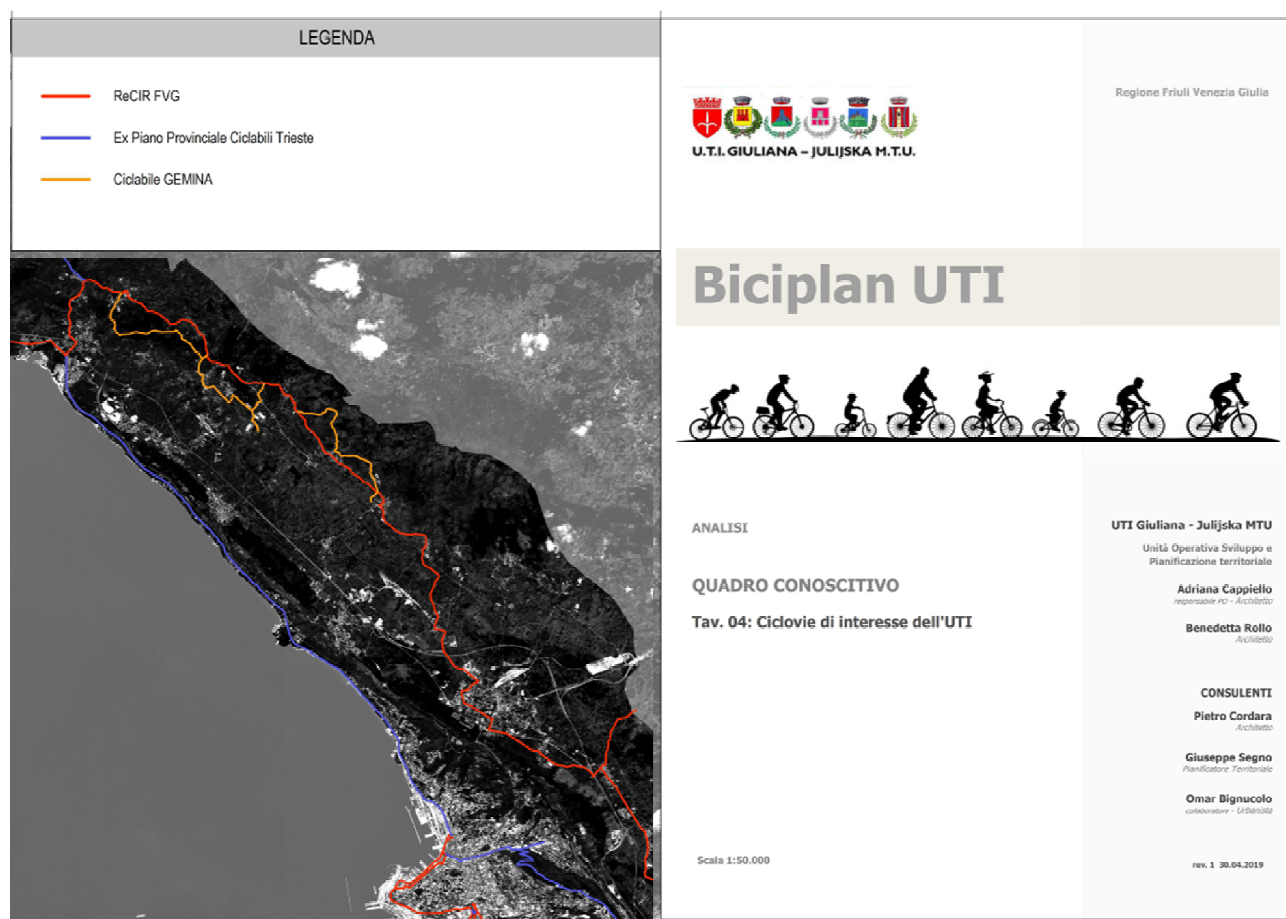 LEGENDA
ReCIR FVG
Ex Piano Provinciale Ciclabili Trieste
Ciclabile GEMINA
Regione Friuli Venezia Giulia
U.T.I. GIULIANA – JULIJSKA M.T.U.
Biciplan UTI
ANALISI
QUADRO CONOSCITIVO
Tav. 04: Ciclovie di interesse dell'UTI
UTI Giuliana - Julijska MTU
Unità Operativa Sviluppo e
Pianificazione territoriale
Adriana Cappiello
responsabile PO - Architetto
Benedetta Rollo
Architetto
CONSULENTI
Pietro Cordara
Architetto
Giuseppe Segno
Pianificatore Territoriale
Omar Bignucolo
collaboratore - Urbanista
Scala 1:50.000
rev. 1 30.04.2019